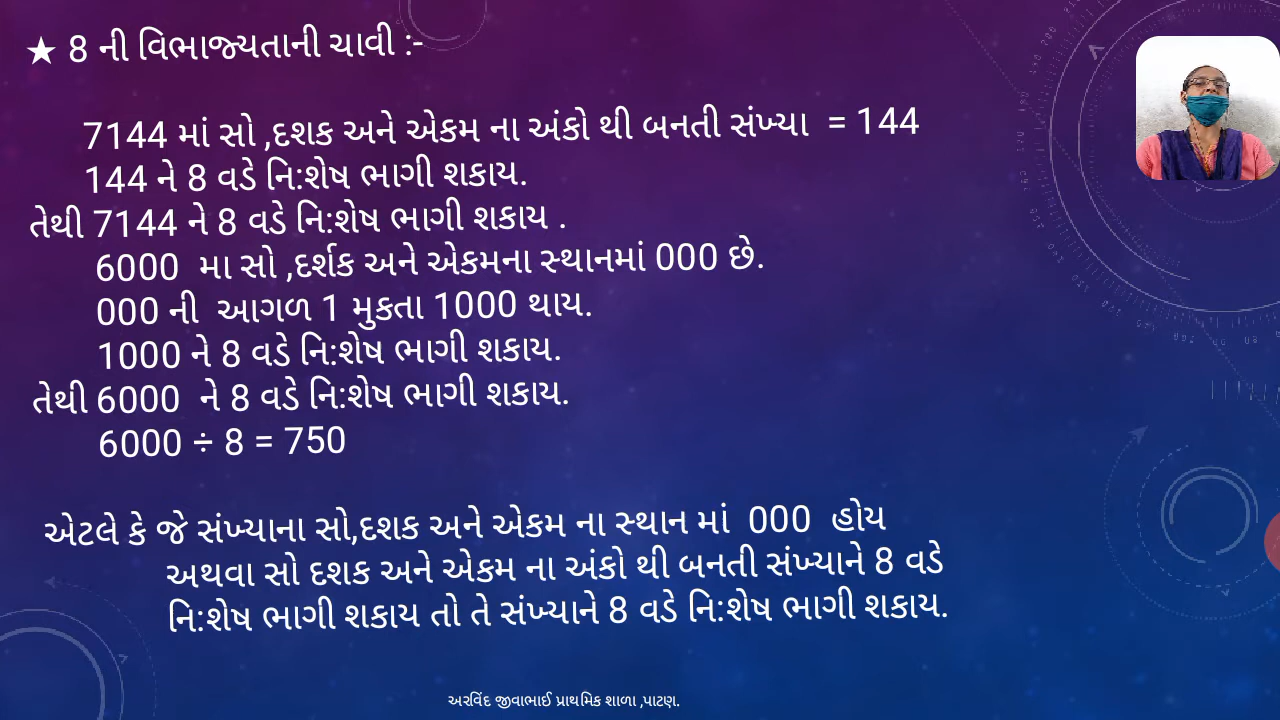 ★ 8 ની વિભાજ્યતાની ચાવી :-
7144 માં સો ,દશક અને એકમ ના અંકો થી બનતી સંખ્યા = 144
144 ને 8 વડે નિ:શેષ ભાગી શકાય.
તેથી 7144 ને 8 વડે નિ:શેષ ભાગી શકાય .
6000 મા સો ,દર્શક અને એકમના સ્થાનમાં 000 છે.
000 ની આગળ 1 મુકતા 1000 થાય.
1000 ને 8 વડે નિ:શેષ ભાગી શકાય.
તેથી 6000 ને 8 વડે નિ:શેષ ભાગી શકાય.
6000 ÷ 8 = 750
એટલે કે જે સંખ્યાના સો,દશક અને એકમ ના સ્થાન માં 000 હોય
અથવા સો દશક અને એકમ ના અંકો થી બનતી સંખ્યાને 8 વડે
નિ:શેષ ભાગી શકાય તો તે સંખ્યાને 8 વડે નિ:શેષ ભાગી શકાય.
અરવિંદ જીવાભાઈ પ્રાથમિક શાળા ,પાટણ.